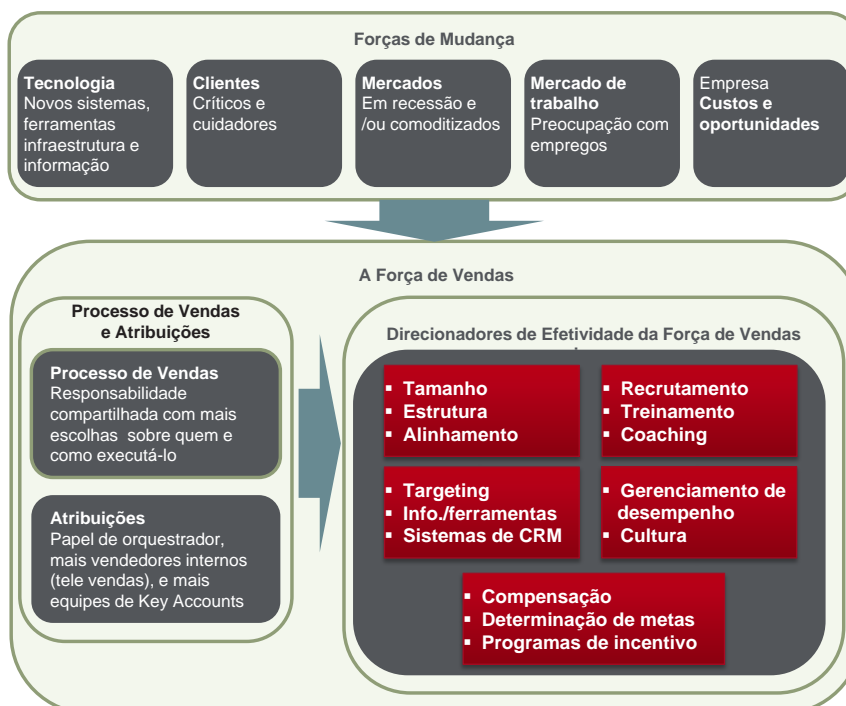 Forças de Mudança
Tecnologia
Novos sistemas,
ferramentas
infraestrutura e
informação
Clientes
Críticos e
cuidadores
Mercados
Em recessão e
/ou comoditizados
Mercado de
trabalho
Preocupação com
empregos
Empresa
Custos e
oportunidades
A Força de Vendas
Processo de Vendas
e Atribuições
Processo de Vendas
Responsabilidade
compartilhada com mais
escolhas sobre quem e
como executá-lo
Atribuições
Papel de orquestrador,
mais vendedores internos
(tele vendas), e mais
equipes de Key Accounts
Direcionadores de Efetividade da Força de Vendas
▪ Tamanho
▪ Estrutura
▪ Alinhamento
▪ Recrutamento
▪ Treinamento
▪ Coaching
▪ Targeting
▪ Info./ferramentas
▪ Sistemas de CRM
▪ Gerenciamento de
desempenho
▪ Cultura
▪ Compensação
▪ Determinação de metas
▪ Programas de incentivo